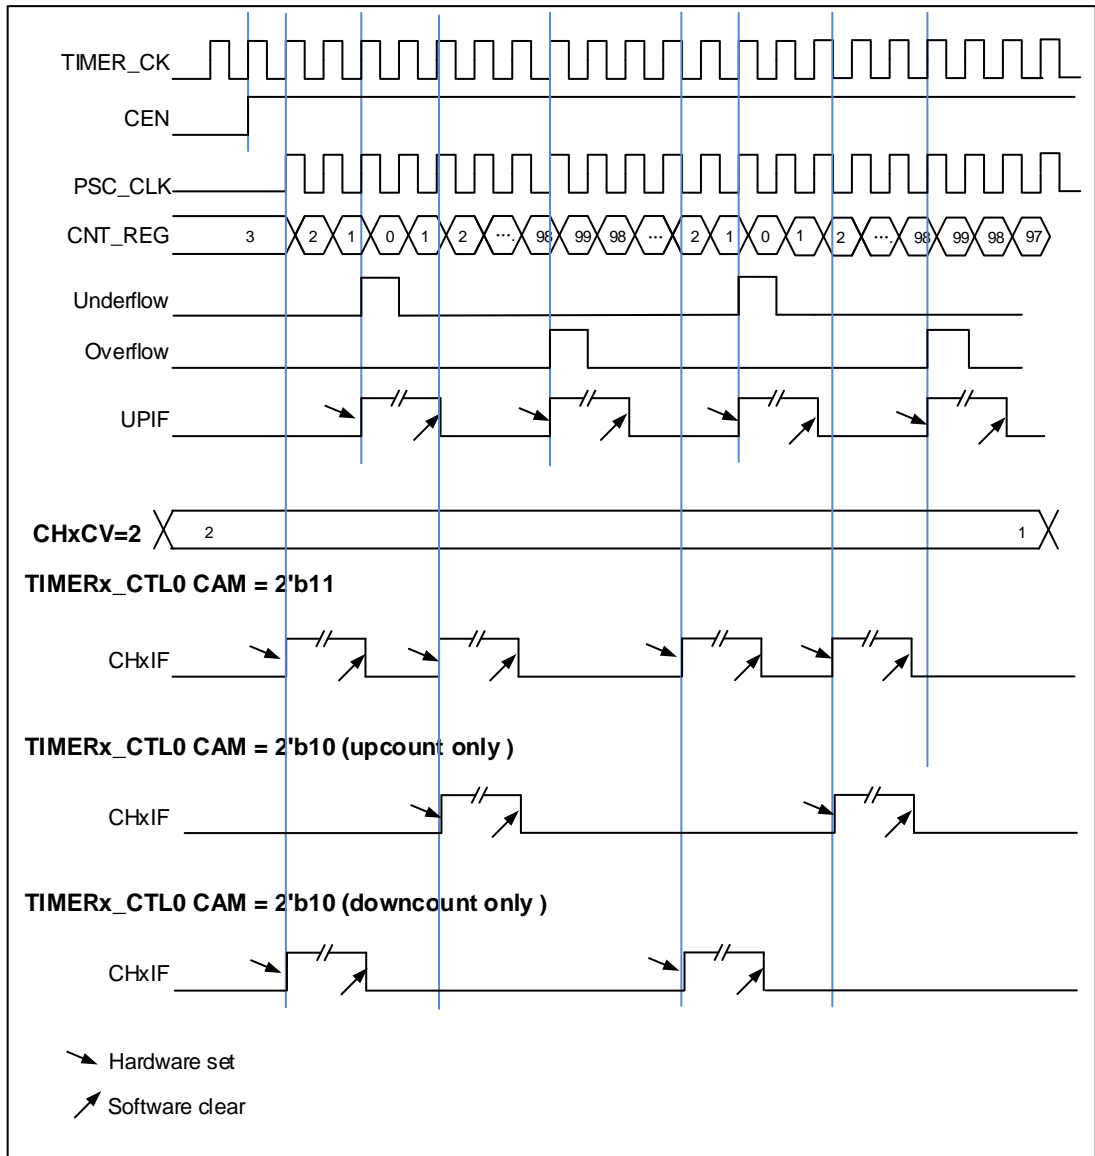 TIMER_CK
CEN
PSC_CLK
CNT_REG 3 2 1 0 1 2 .... 98 99 98 ... 2 1 0 1 2 .... 98 99 98 97
Underflow
Overflow
UPIF
CHxCV=2 2 1
TIMERx_CTL0 CAM = 2'b11
CHxIF
TIMERx_CTL0 CAM = 2'b10 (upcount only )
CHxIF
TIMERx_CTL0 CAM = 2'b10 (downcount only )
CHxIF
Hardware set
Software clear